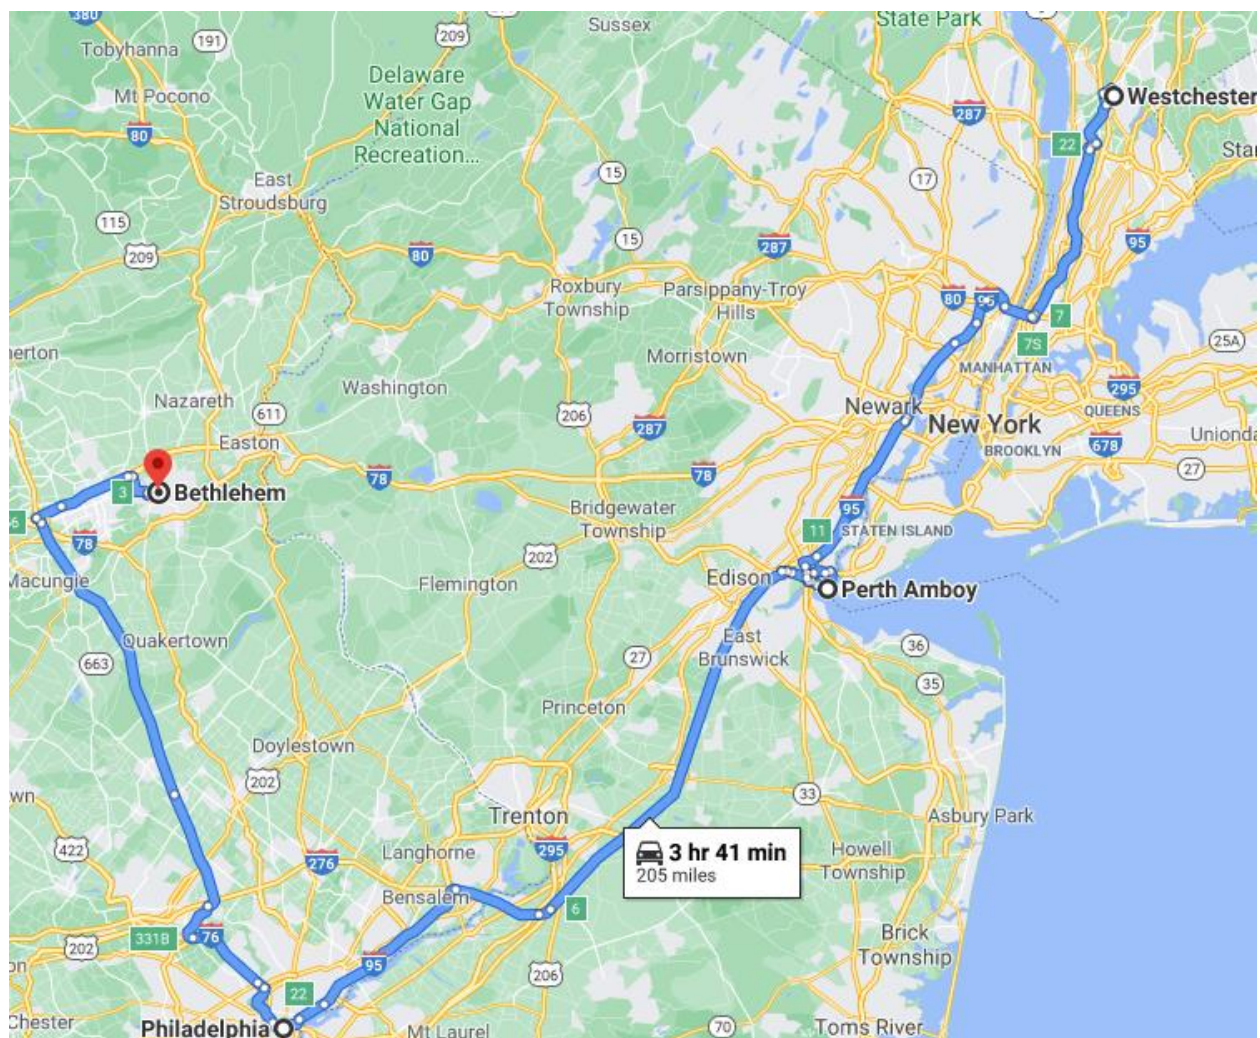 State Park
Sussex
380
Tobyhanna
191
209
Westchester
Delaware
Water Gap
National
Recreation...
Mt Pocono
287
80
22
Star
15
17
East
Stroudsburg
115
209
15
287
95
80
Roxbury
Township
Parsippany-Troy
Hills
80
95
7
7S
25A
nerton
Morristown
MANHATTAN
Washington
295
Nazareth
611
206
Newark
QUEENS
287
New York
Easton
678
Unionda
BROOKLYN
78
78
27
3
Bethlehem
Bridgewater
Township
95
6
STATEN ISLAND
11
78
202
Macungie
Flemington
Edison
Perth Amboy
Quakertown
East
Brunswick
36
663
27
35
Princeton
Doylestown
202
33
own
Trenton
Asbury Park
422
Langhorne
295
3 hr 41 min
205 miles
Howell
Township
276
Bensalem
6
331B
76
202
Brick
Township
95
on
206
22
Chester
Philadelphia
Mt Laurel
70
Toms River